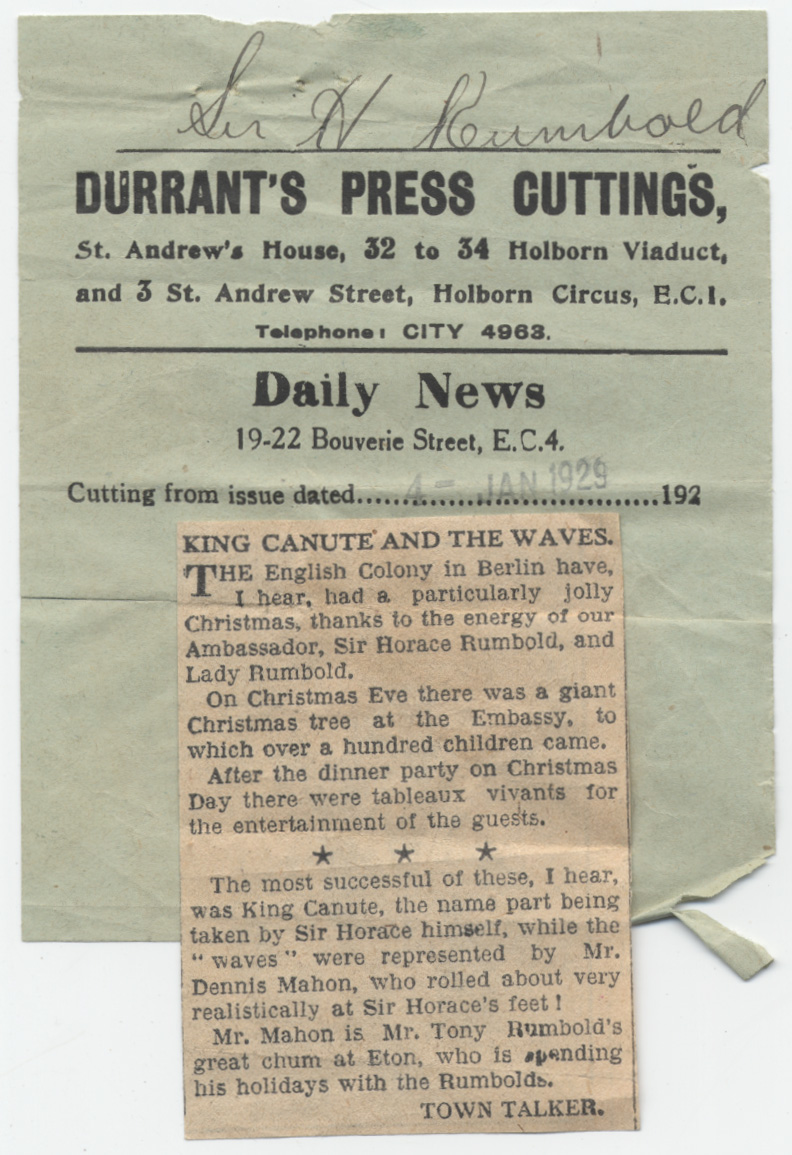 Sir H Rumbold
DURRANT'S PRESS CUTTINGS,
St. Andrew's House, 32 to 34 Holborn Viaduct,
and 3 St. Andrew Street, Holborn Circus, E.C.1.
Telephone: CITY 4963.
Daily News
19-22 Bouverie Street, E.C.4.
Cutting from issue dated....4 - JAN 1929....192
KING CANUTE AND THE WAVES.
THE English Colony in Berlin have,
I hear, had a particularly jolly
Christmas, thanks to the energy of our
Ambassador, Sir Horace Rumbold, and
Lady Rumbold.
On Christmas Eve there was a giant
Christmas tree at the Embassy, to
which over a hundred children came.
After the dinner party on Christmas
Day there were tableaux vivants for
the entertainment of the guests.
★ ★ ★
The most successful of these, I hear,
was King Canute, the name part being
taken by Sir Horace himself, while the
" waves " were represented by Mr.
Dennis Mahon, who rolled about very
realistically at Sir Horace's feet !
Mr. Mahon is Mr. Tony Rumbold's
great chum at Eton, who is spending
his holidays with the Rumbolds.
TOWN TALKER.